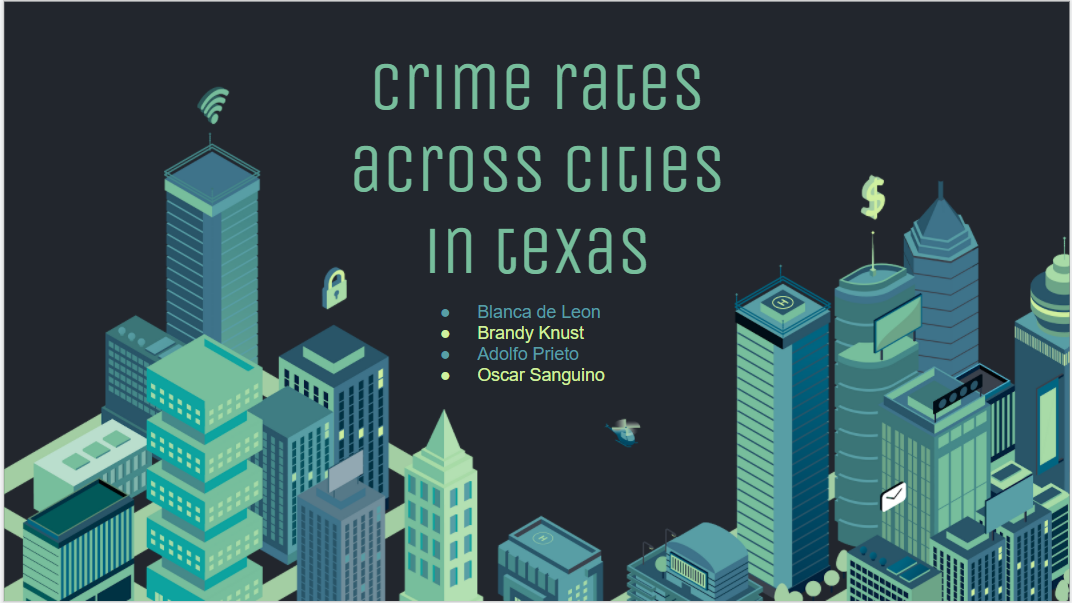 crime rates
across cities
in texas
● Blanca de Leon
● Brandy Knust
● Adolfo Prieto
● Oscar Sanguino
$
H
H